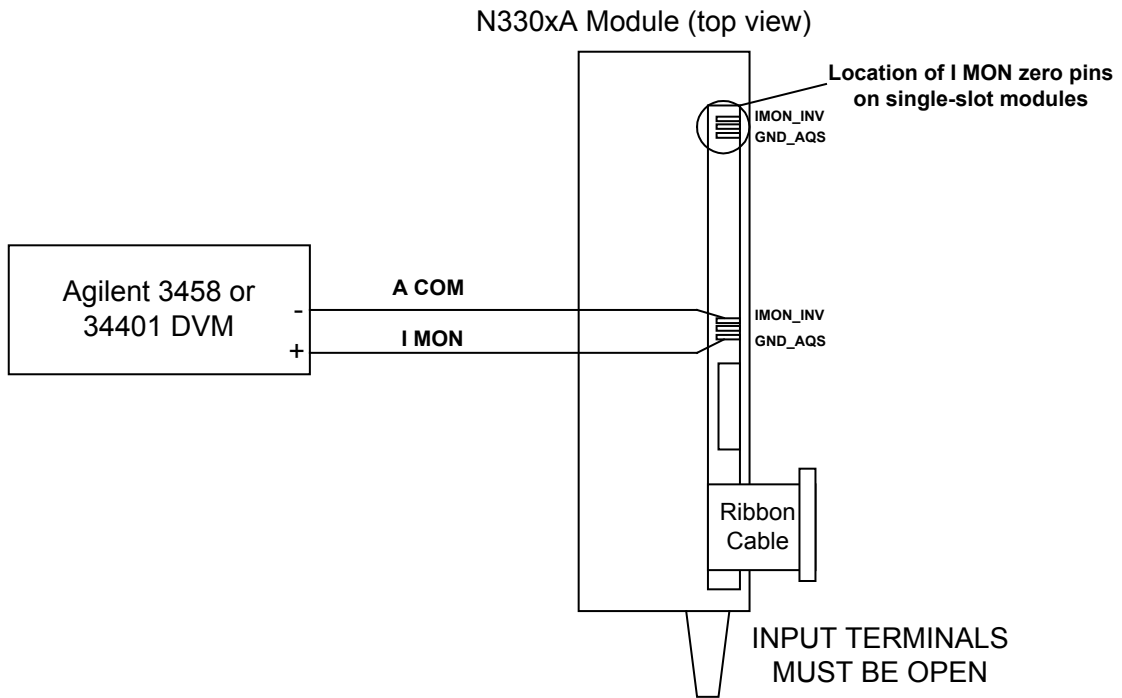 N330xA Module (top view)
Location of I MON zero pins
on single-slot modules
IMON_INV
GND_AQS
Agilent 3458 or
34401 DVM
-
+
A COM
I MON
IMON_INV
GND_AQS
Ribbon
Cable
INPUT TERMINALS
MUST BE OPEN